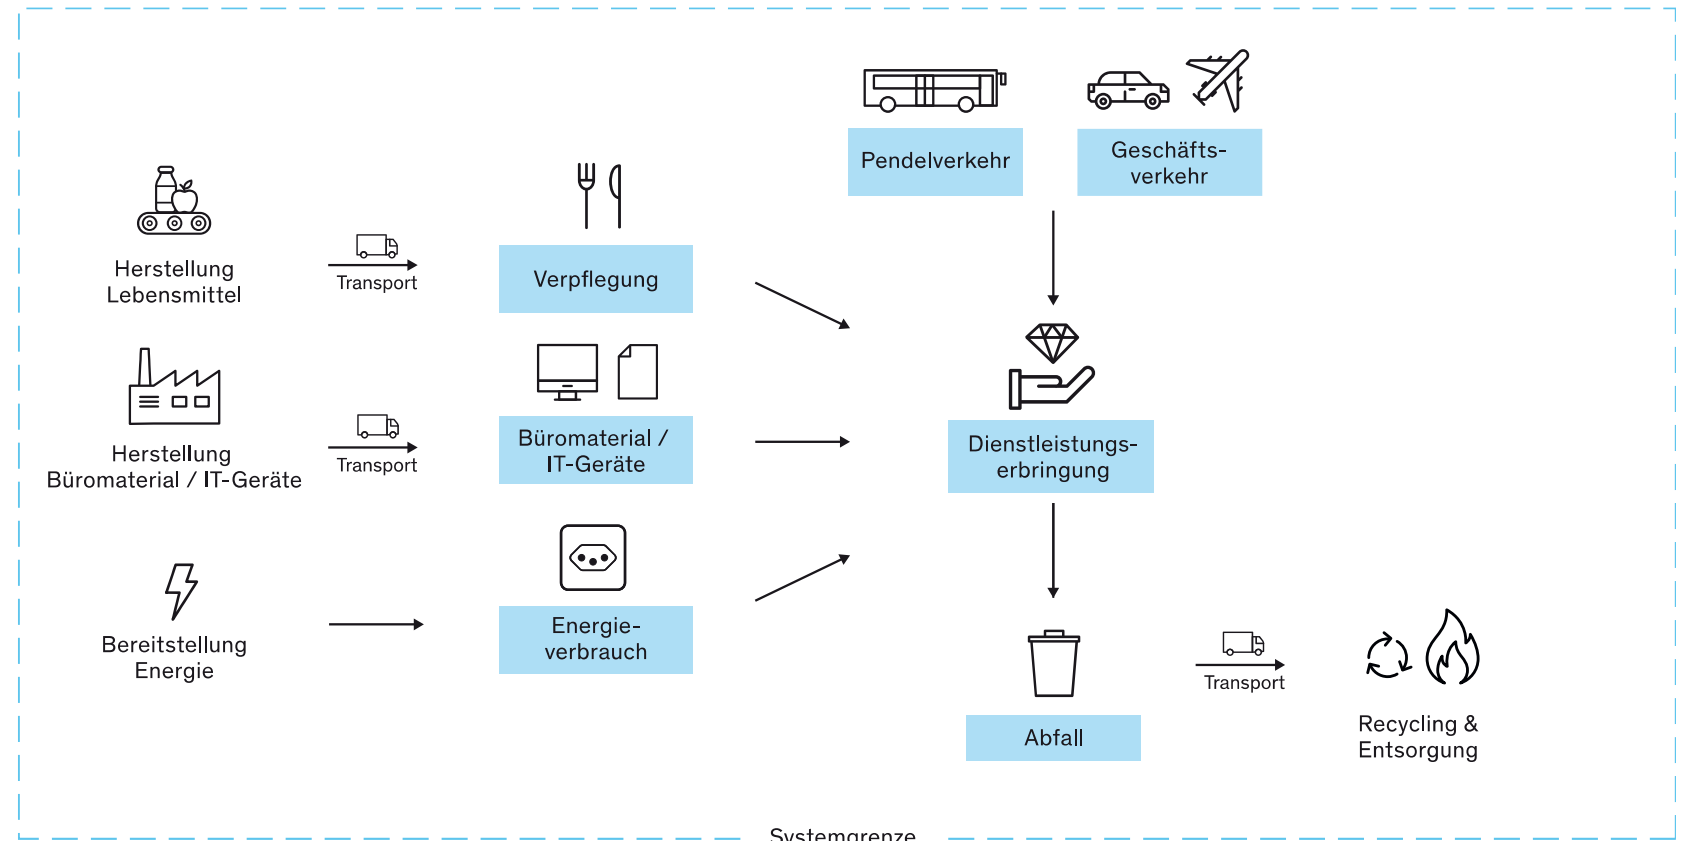 Pendelverkehr
Geschäfts-
verkehr
Herstellung
Lebensmittel
Transport
Verpflegung
Herstellung
Büromaterial / IT-Geräte
Transport
Büromaterial /
IT-Geräte
Dienstleistungs-
erbringung
Bereitstellung
Energie
Energie-
verbrauch
Abfall
Transport
Recycling &
Entsorgung
Systemgrenze